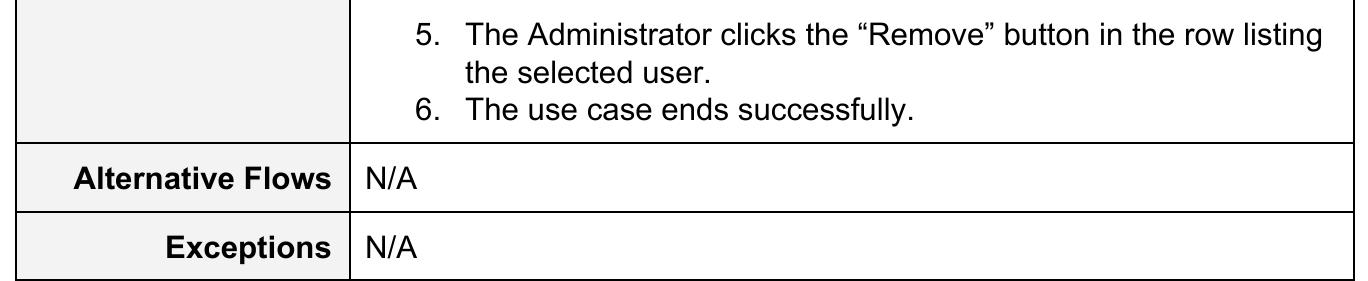 5. The Administrator clicks the “Remove” button in the row listing
the selected user.
6. The use case ends successfully.
Alternative Flows N/A
Exceptions N/A